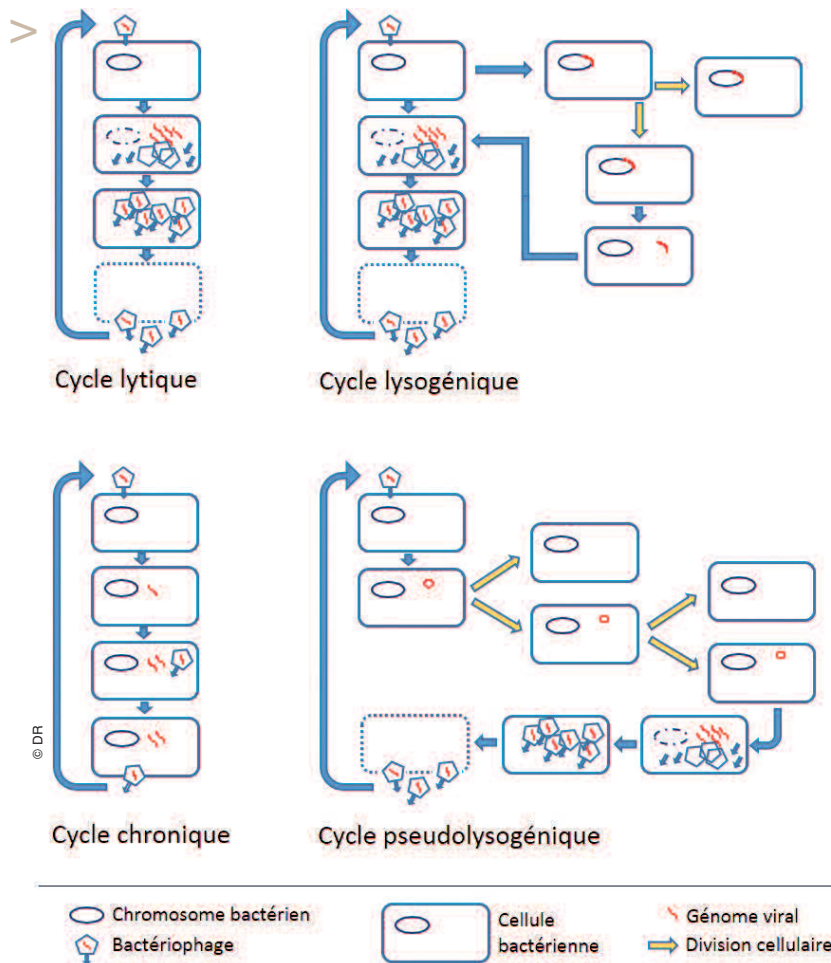 >
Cycle lytique
Cycle lysogénique
© DR
Cycle chronique
Cycle pseudolysogénique
Chromosome bactérien
Bactériophage
Cellule
bactérienne
Génome viral
Division cellulaire